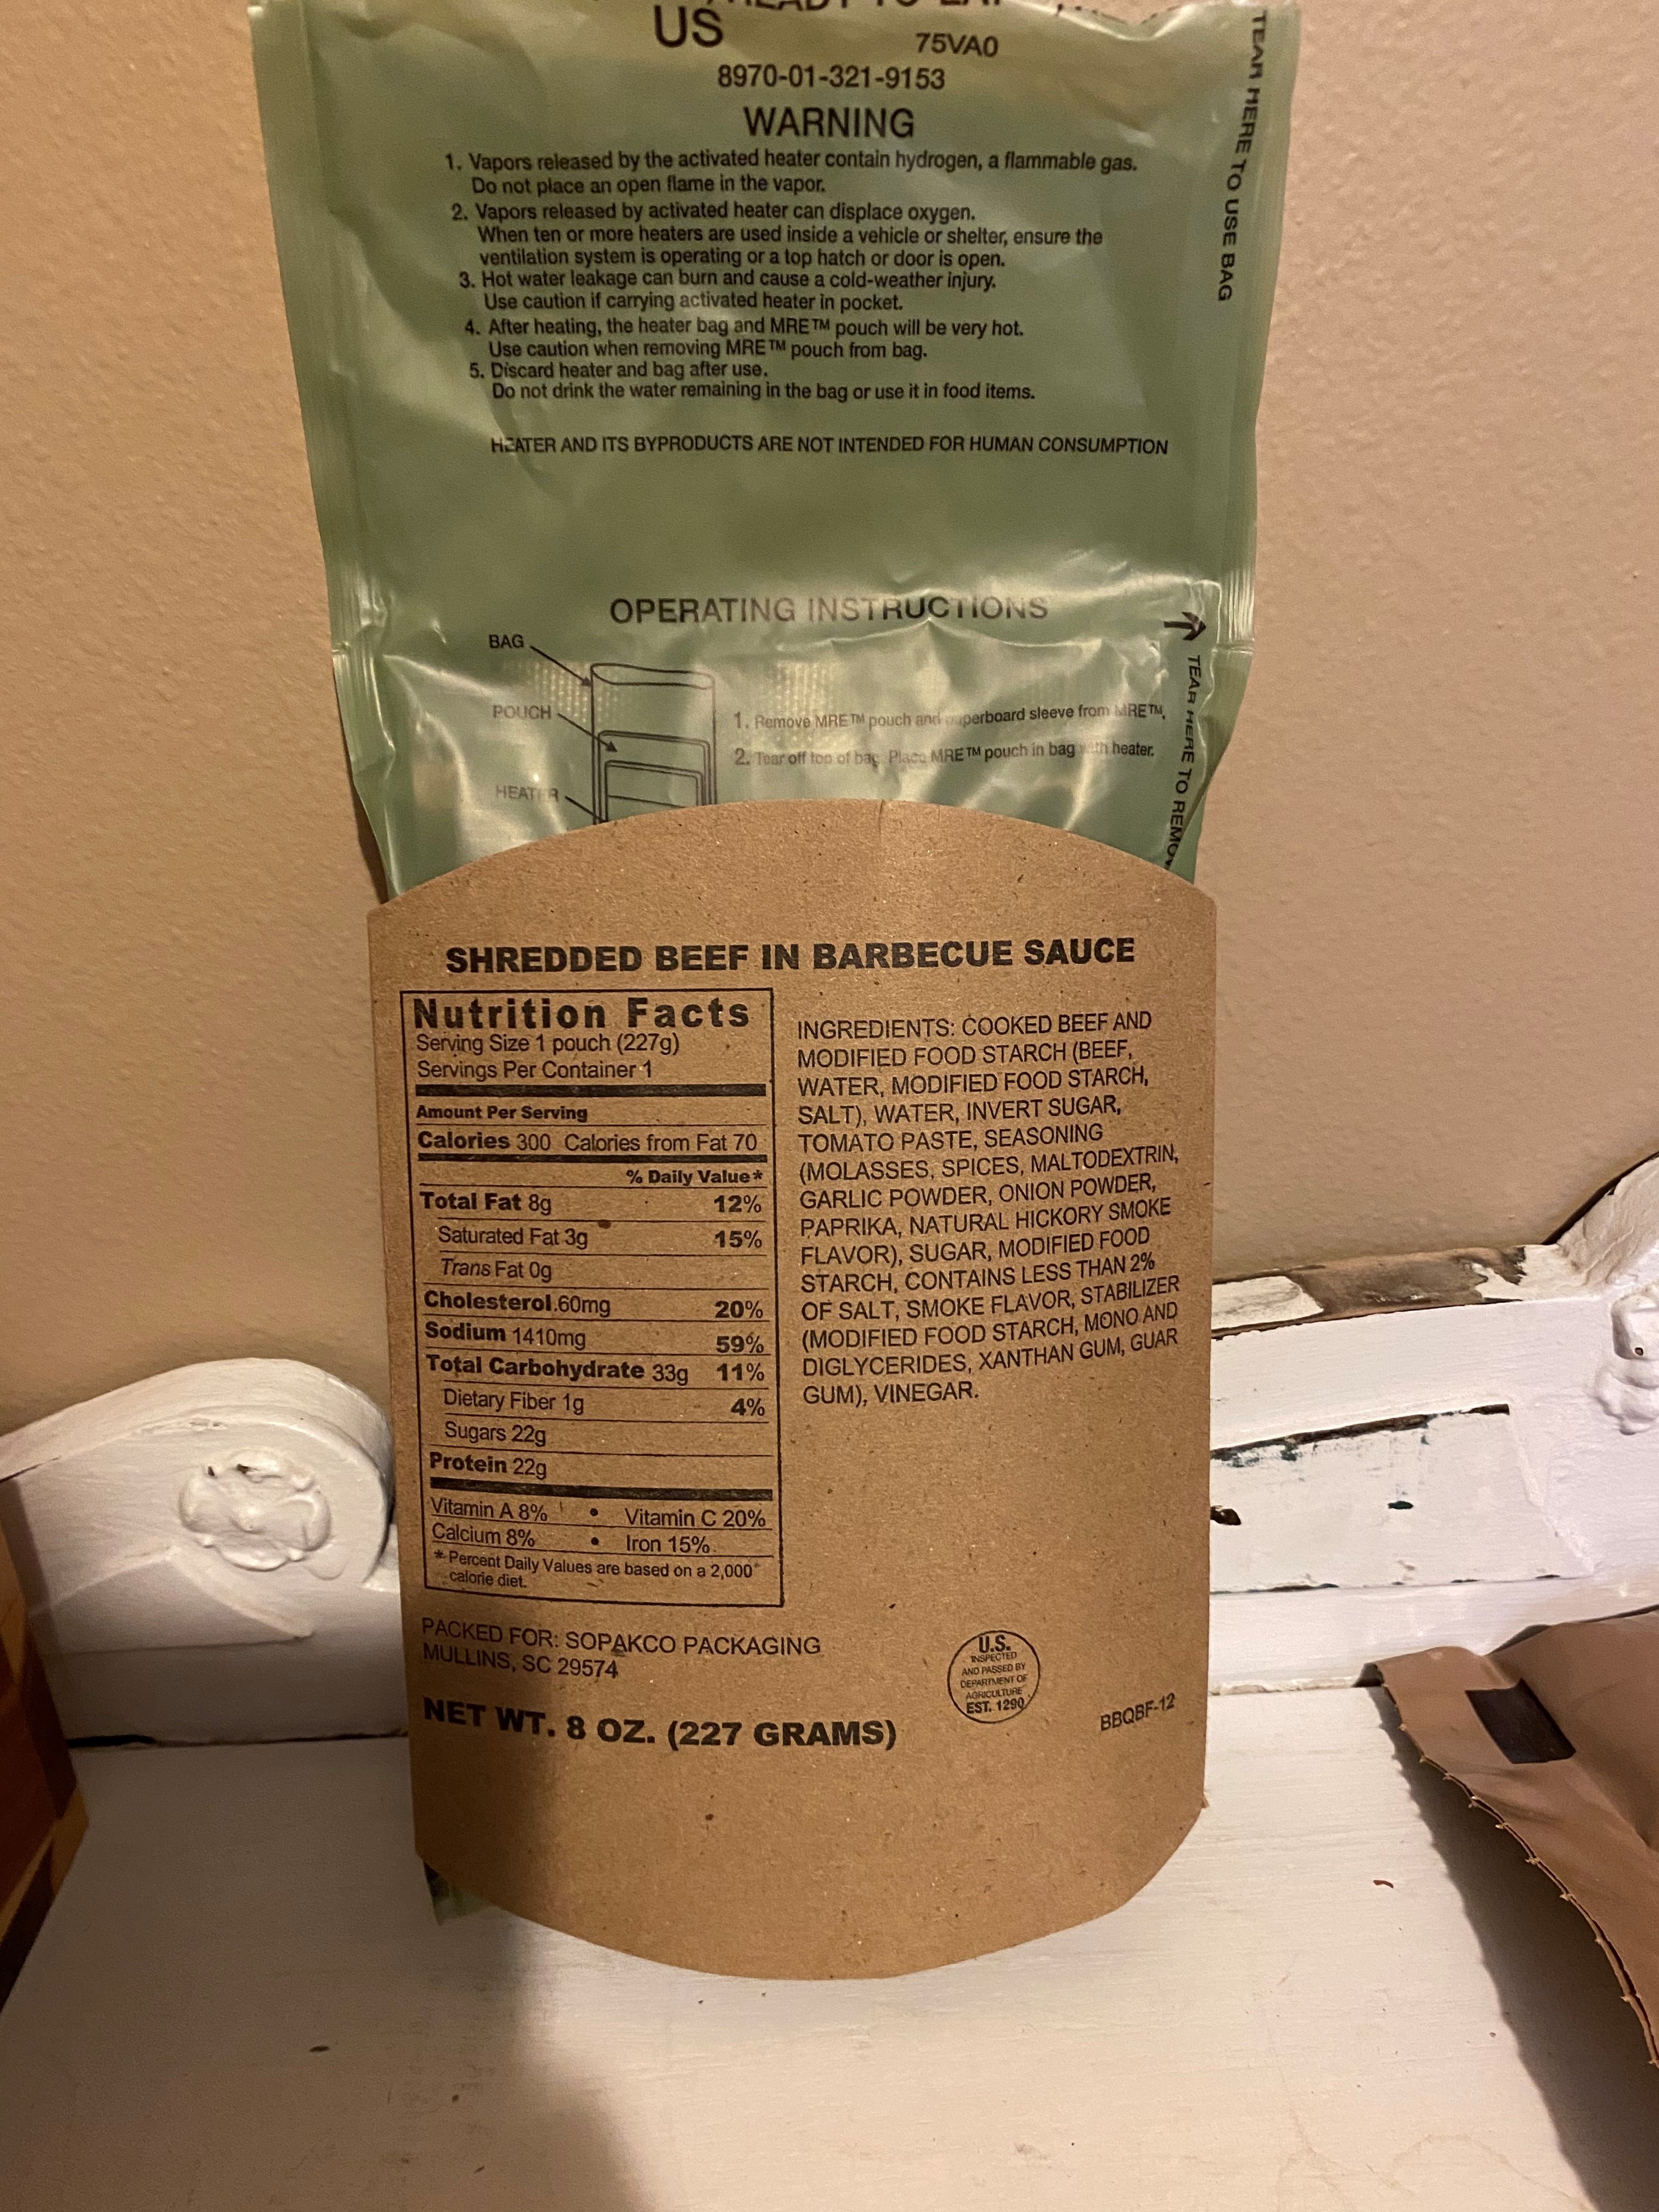 READY TO EAT
US
75VA0
8970-01-321-9153
WARNING
1. Vapors released by the activated heater contain hydrogen, a flammable gas.
Do not place an open flame in the vapor.
2. Vapors released by activated heater can displace oxygen.
When ten or more heaters are used inside a vehicle or shelter, ensure the
ventilation system is operating or a top hatch or door is open.
3. Hot water leakage can burn and cause a cold-weather injury.
Use caution if carrying activated heater in pocket.
4. After heating, the heater bag and MRE™ pouch will be very hot.
Use caution when removing MRE™ pouch from bag.
5. Discard heater and bag after use.
Do not drink the water remaining in the bag or use it in food items.
HEATER AND ITS BYPRODUCTS ARE NOT INTENDED FOR HUMAN CONSUMPTION
TEAR HERE TO USE BAG
OPERATING INSTRUCTIONS
BAG
POUCH
HEATER
1. Remove MRE™ pouch and paperboard sleeve from MRE™.
2. Tear off top of bag. Place MRE™ pouch in bag with heater.
TEAR HERE TO
SHREDDED BEEF IN BARBECUE SAUCE
Nutrition Facts
Serving Size 1 pouch (227g)
Servings Per Container 1
Amount Per Serving
Calories 300 Calories from Fat 70
% Daily Value*
Total Fat 8g 12%
Saturated Fat 3g 15%
Trans Fat 0g
Cholesterol 60mg 20%
Sodium 1410mg 59%
Total Carbohydrate 33g 11%
Dietary Fiber 1g 4%
Sugars 22g
Protein 22g
Vitamin A 8% • Vitamin C 20%
Calcium 8% • Iron 15%
* Percent Daily Values are based on a 2,000
calorie diet.
INGREDIENTS: COOKED BEEF AND
MODIFIED FOOD STARCH (BEEF,
WATER, MODIFIED FOOD STARCH,
SALT), WATER, INVERT SUGAR,
TOMATO PASTE, SEASONING
(MOLASSES, SPICES, MALTODEXTRIN,
GARLIC POWDER, ONION POWDER,
PAPRIKA, NATURAL HICKORY SMOKE
FLAVOR), SUGAR, MODIFIED FOOD
STARCH, CONTAINS LESS THAN 2%
OF SALT, SMOKE FLAVOR, STABILIZER
(MODIFIED FOOD STARCH, MONO AND
DIGLYCERIDES, XANTHAN GUM, GUAR
GUM), VINEGAR.
PACKED FOR: SOPAKCO PACKAGING
MULLINS, SC 29574
NET WT. 8 OZ. (227 GRAMS)
U.S.
INSPECTED
AND PASSED BY
DEPARTMENT OF
AGRICULTURE
EST. 1290
BBQBF-12